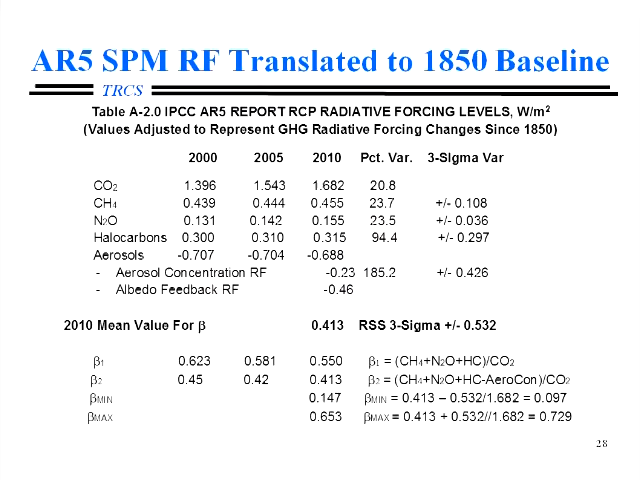 AR5 SPM RF Translated to 1850 Baseline
TRCS
Table A-2.0 IPCC AR5 REPORT RCP RADIATIVE FORCING LEVELS, W/m²
(Values Adjusted to Represent GHG Radiative Forcing Changes Since 1850)
2000 2005 2010 Pct. Var. 3-Sigma Var
CO₂ 1.396 1.543 1.682 20.8
CH₄ 0.439 0.444 0.455 23.7 +/- 0.108
N₂O 0.131 0.142 0.155 23.5 +/- 0.036
Halocarbons 0.300 0.310 0.315 94.4 +/- 0.297
Aerosols -0.707 -0.704 -0.688
- Aerosol Concentration RF -0.23 185.2 +/- 0.426
- Albedo Feedback RF -0.46
2010 Mean Value For β 0.413 RSS 3-Sigma +/- 0.532
β₁ 0.623 0.581 0.550 β₁ = (CH₄+N₂O+HC)/CO₂
β₂ 0.45 0.42 0.413 β₂ = (CH₄+N₂O+HC-AeroCon)/CO₂
βMIN 0.147 βMIN = 0.413 – 0.532/1.682 = 0.097
βMAX 0.653 βMAX = 0.413 + 0.532//1.682 = 0.729
28